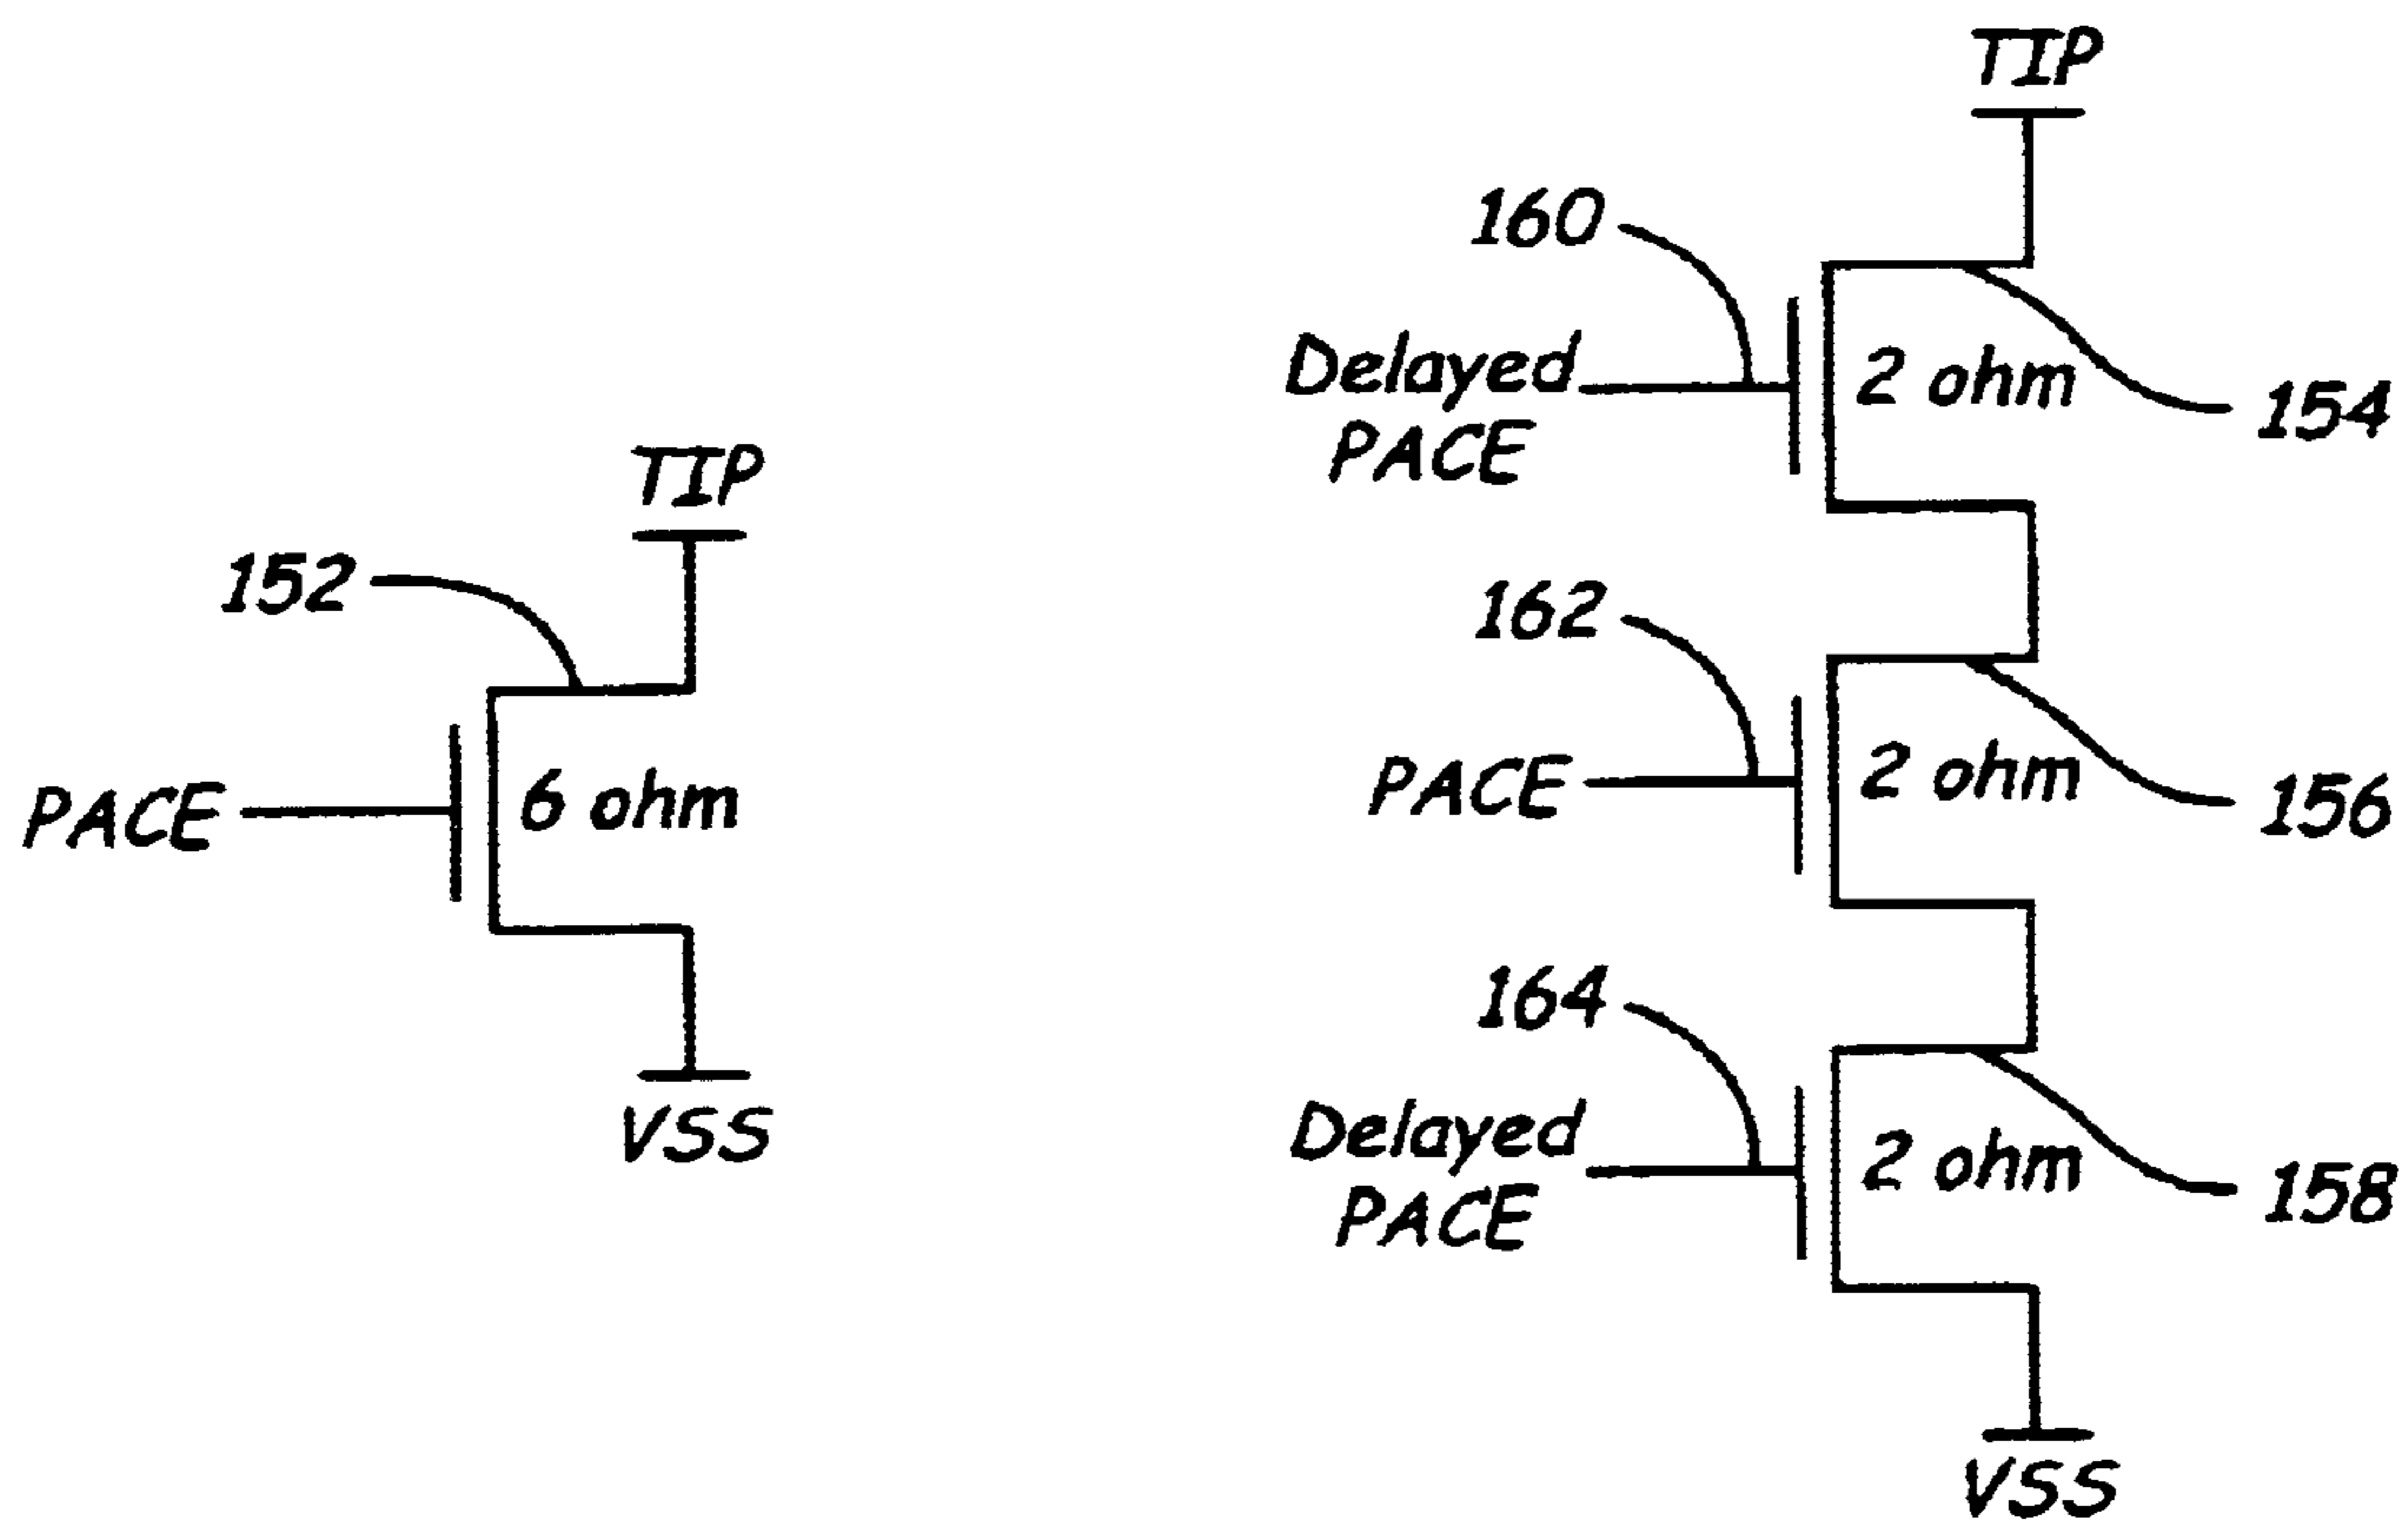 TIP
152
PACE
6 ohm
VSS
TIP
160
Delayed
PACE
2 ohm
154
162
PACE
2 ohm
156
164
Delayed
PACE
2 ohm
158
VSS